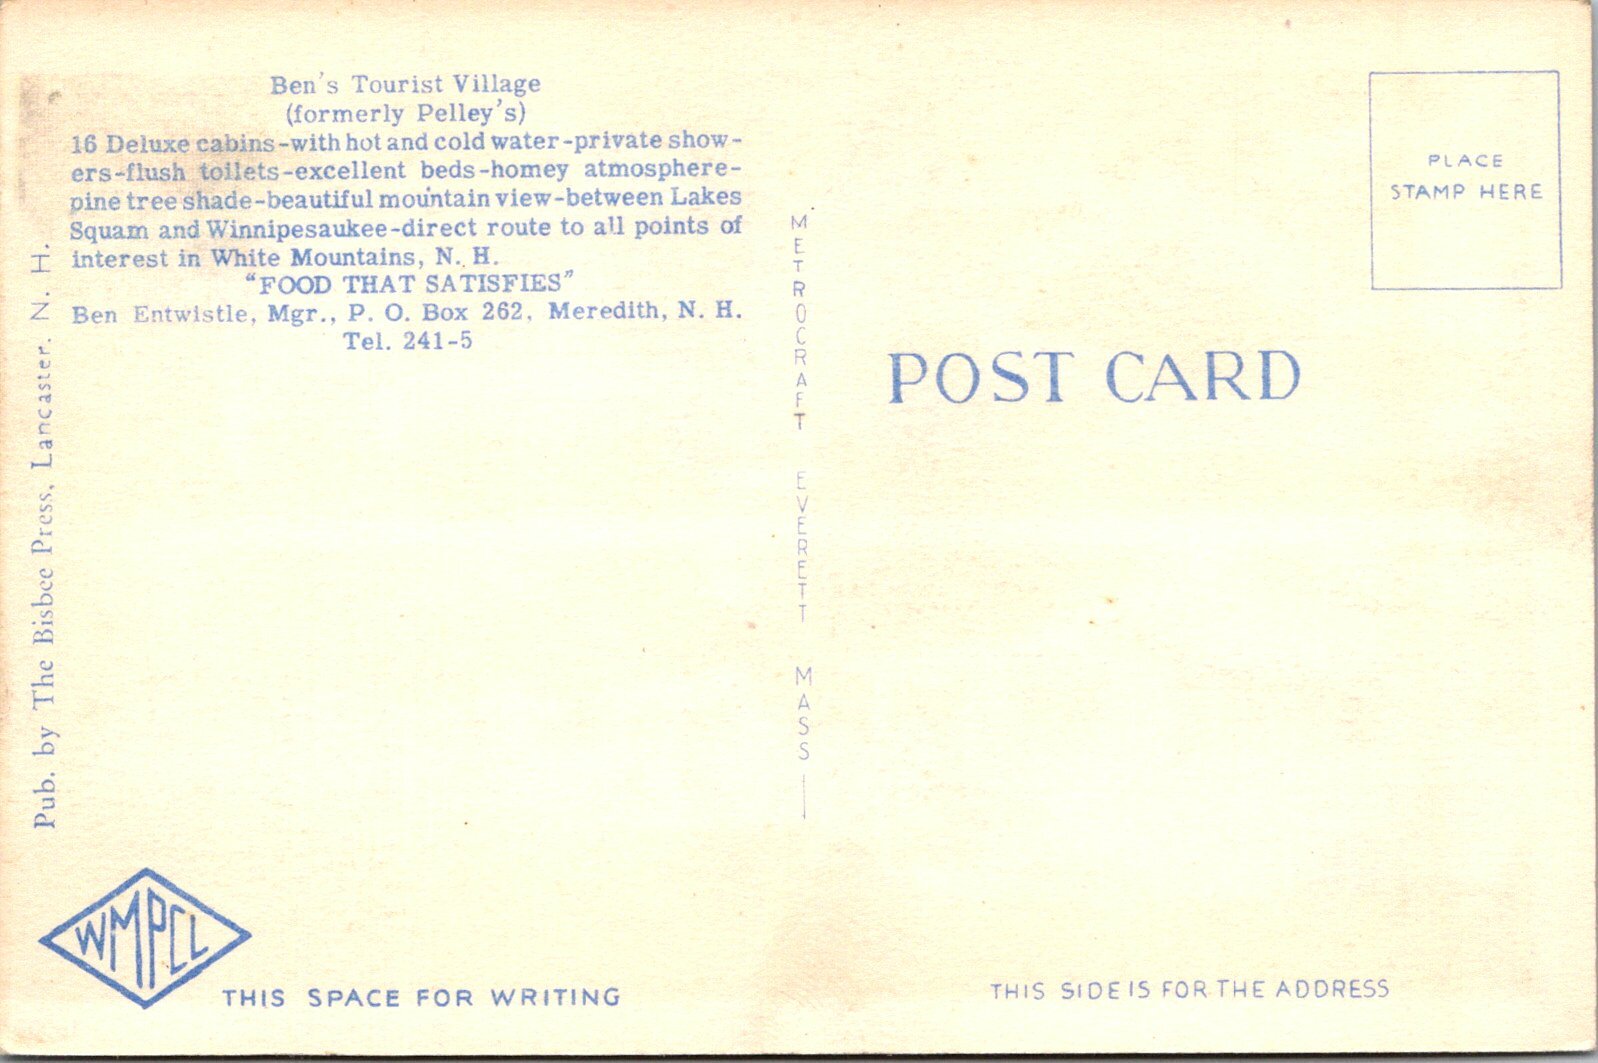 Ben's Tourist Village
(formerly Pelley's)
16 Deluxe cabins-with hot and cold water-private show-
ers-flush toilets-excellent beds-homey atmosphere-
pine tree shade-beautiful mountain view-between Lakes
Squam and Winnipesaukee-direct route to all points of
interest in White Mountains, N. H.
"FOOD THAT SATISFIES"
Ben Entwistle, Mgr., P. O. Box 262, Meredith, N. H.
Tel. 241-5
Pub. by The Bisbee Press, Lancaster. N. H.
WMPCL
THIS SPACE FOR WRITING
METROCRAFT EVERETT MASS
PLACE
STAMP HERE
POST CARD
THIS SIDE IS FOR THE ADDRESS